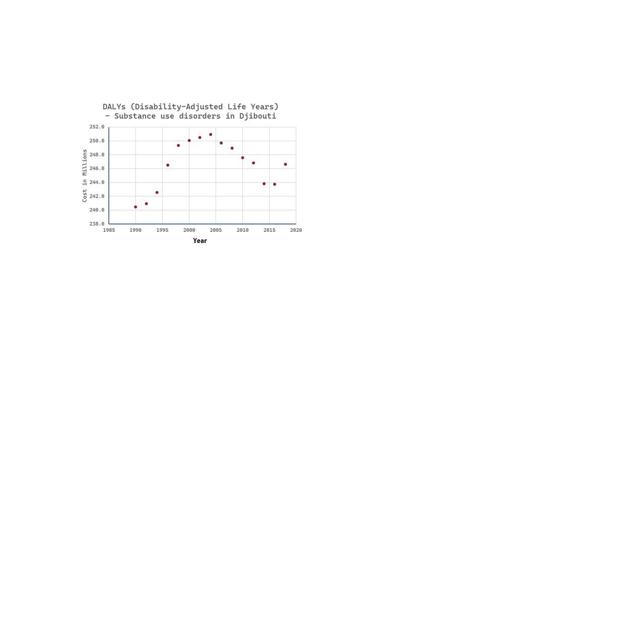 DALYs (Disability-Adjusted Life Years)
- Substance use disorders in Djibouti
252.0
250.0
248.0
246.0
244.0
242.0
240.0
238.0
Cost in Millions
1985 1990 1995 2000 2005 2010 2015 2020
Year